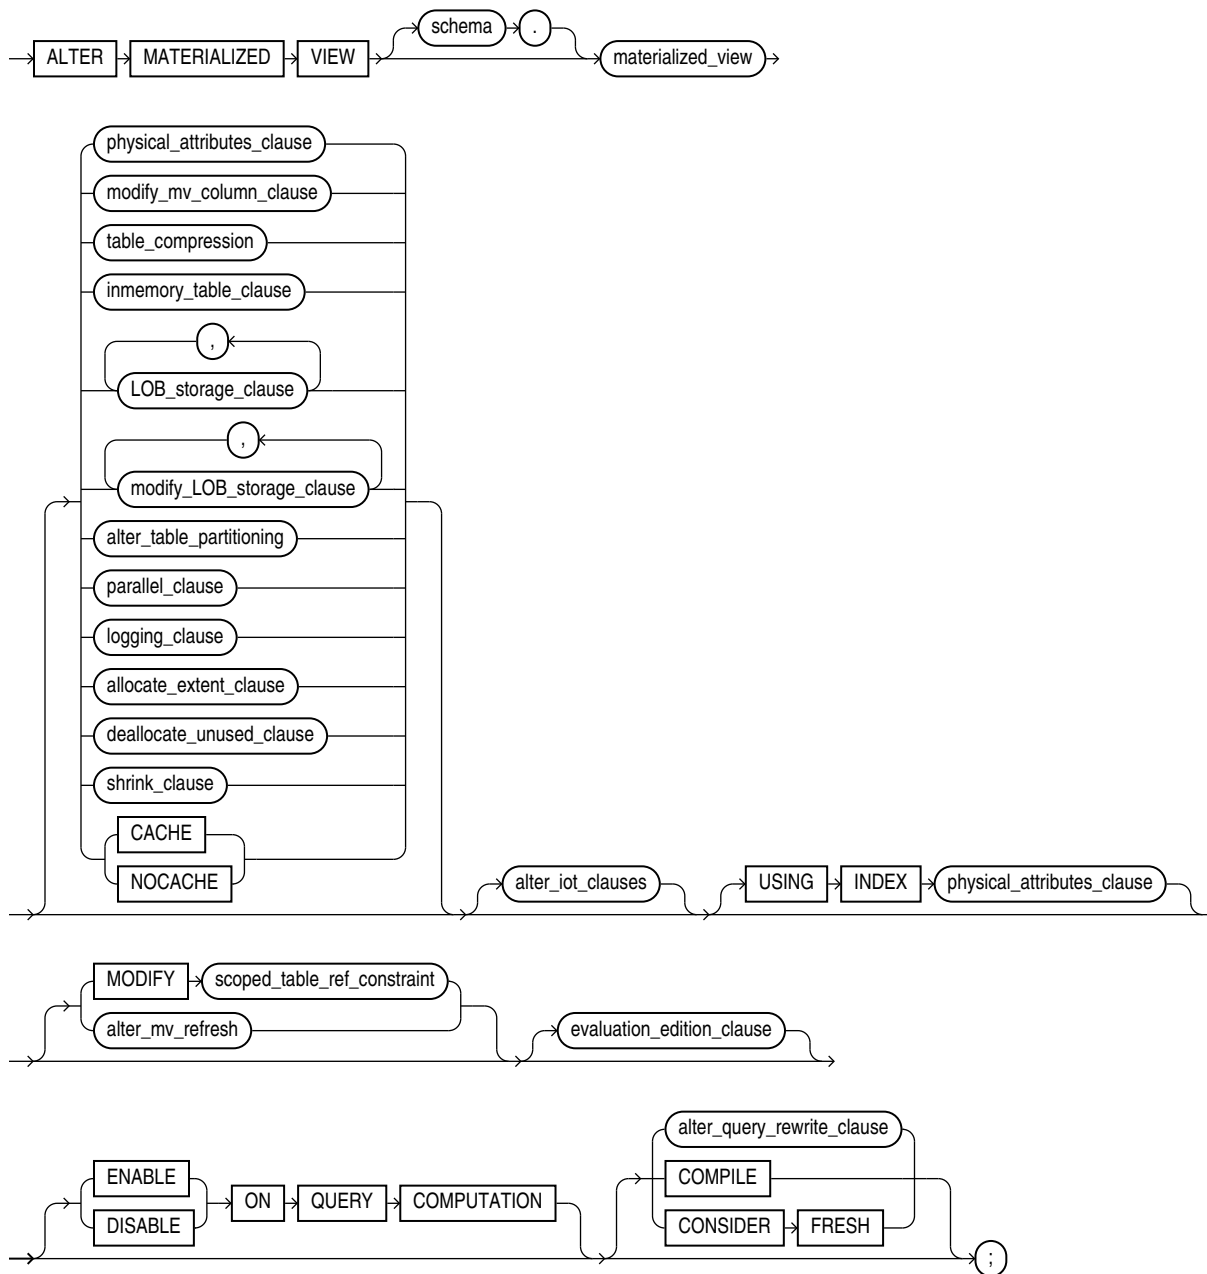 schema .
ALTER MATERIALIZED VIEW materialized_view
physical_attributes_clause
modify_mv_column_clause
table_compression
inmemory_table_clause
,
LOB_storage_clause
,
modify_LOB_storage_clause
alter_table_partitioning
parallel_clause
logging_clause
allocate_extent_clause
deallocate_unused_clause
shrink_clause
CACHE
NOCACHE alter_iot_clauses USING INDEX physical_attributes_clause
MODIFY scoped_table_ref_constraint
alter_mv_refresh evaluation_edition_clause
alter_query_rewrite_clause
ENABLE COMPILE
ON QUERY COMPUTATION
DISABLE CONSIDER FRESH
;